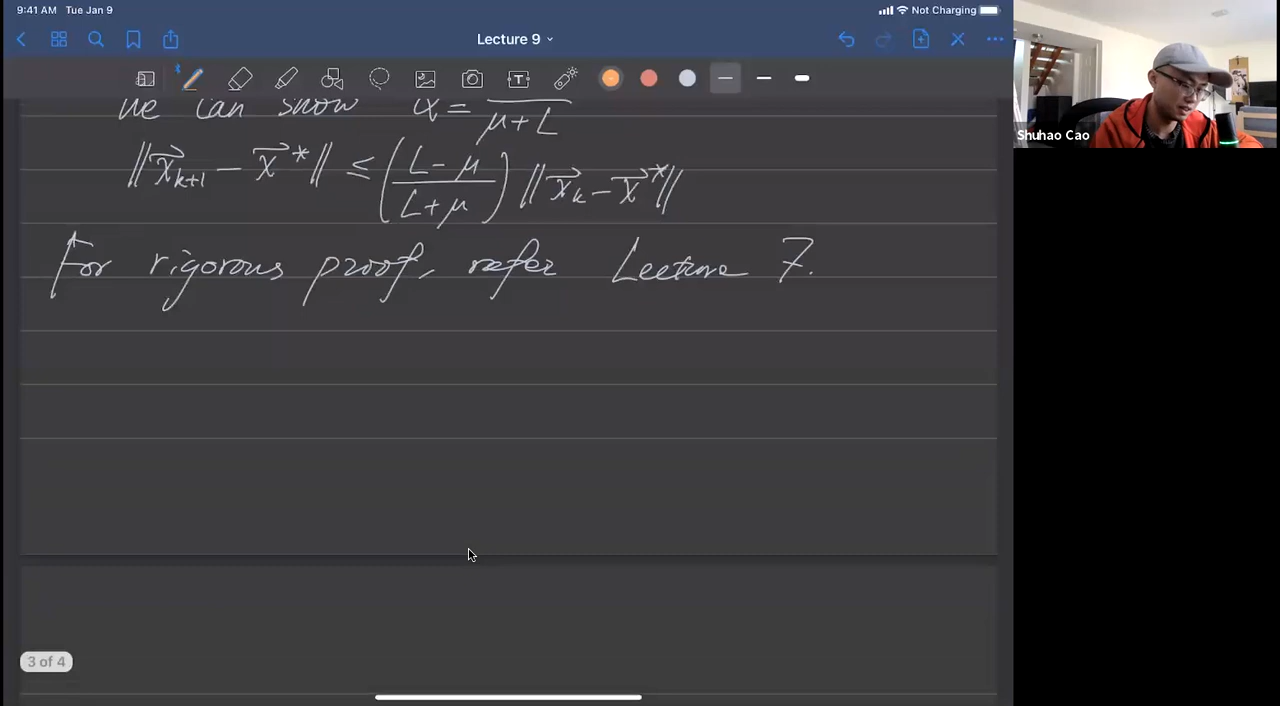 9:41 AM Tue Jan 9
Not Charging
Lecture 9
Shuhao Cao
We can show α = ─── / μ + L
‖x⃗ₖ₊₁ − x⃗*‖ ≤ ((L − μ)/(L + μ)) ‖x⃗ₖ − x⃗*‖
For rigorous proof, refer Lecture 7.
3 of 4